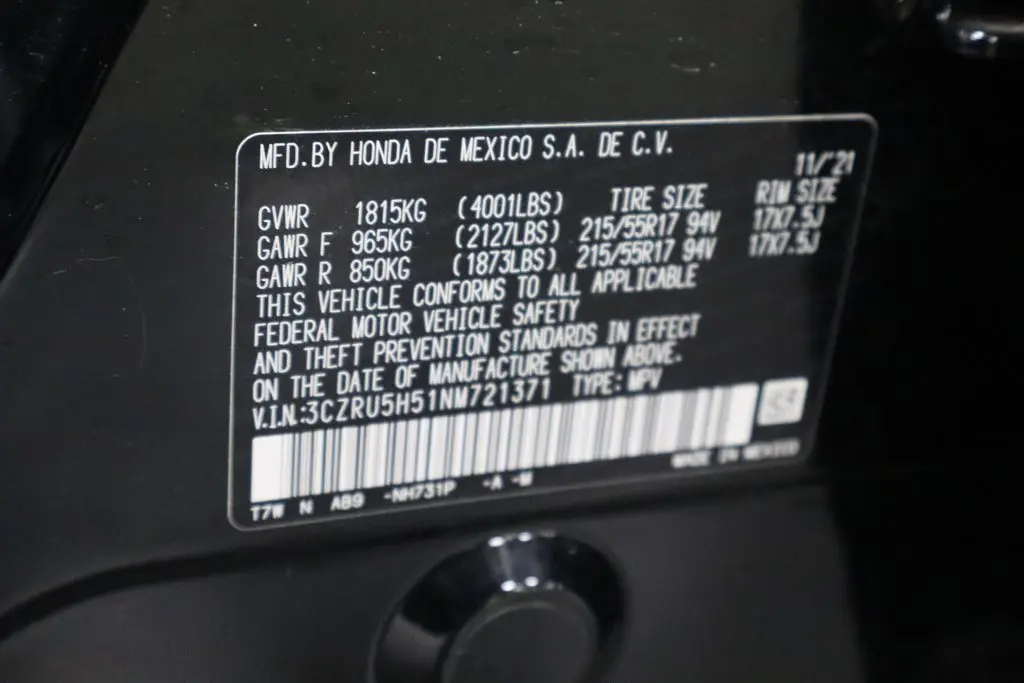 MFD.BY HONDA DE MEXICO S.A. DE C.V.
11/'21
GVWR 1815KG (4001LBS) TIRE SIZE RIM SIZE
GAWR F 965KG (2127LBS) 215/55R17 94V 17X7.5J
GAWR R 850KG (1873LBS) 215/55R17 94V 17X7.5J
THIS VEHICLE CONFORMS TO ALL APPLICABLE
FEDERAL MOTOR VEHICLE SAFETY
AND THEFT PREVENTION STANDARDS IN EFFECT
ON THE DATE OF MANUFACTURE SHOWN ABOVE.
V.I.N.:3CZRU5H51NM721371 TYPE: MPV
MADE IN MEXICO
T7W N AB9 -NH731P -A -M